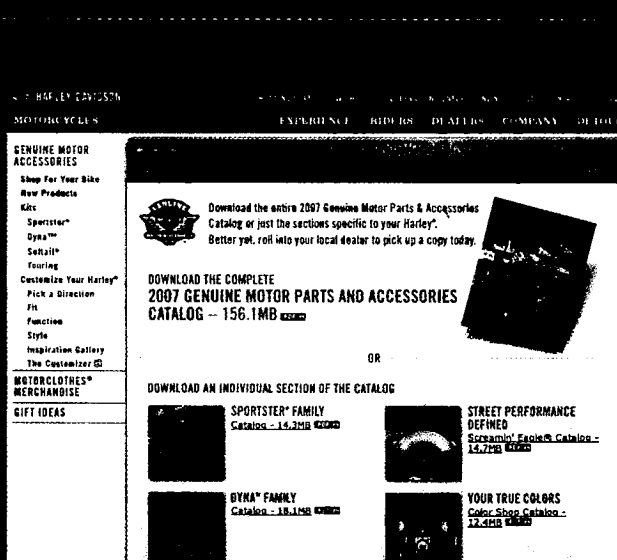 HARLEY DAVIDSON
MOTORCYCLES
EXPERIENCE RIDERS DEALERS COMPANY DETOUR
GENUINE MOTOR
ACCESSORIES
Shop For Your Bike
New Products
Kits
Sportster®
Dyna™
Softail®
Touring
Customize Your Harley®
Pick a Direction
Fit
Function
Style
Inspiration Gallery
The Customizer
MOTORCLOTHES®
MERCHANDISE
GIFT IDEAS
Download the entire 2007 Genuine Motor Parts & Accessories
Catalog or just the sections specific to your Harley®.
Better yet, roll into your local dealer to pick up a copy today.
DOWNLOAD THE COMPLETE
2007 GENUINE MOTOR PARTS AND ACCESSORIES
CATALOG – 156.1MB
OR
DOWNLOAD AN INDIVIDUAL SECTION OF THE CATALOG
SPORTSTER® FAMILY
Catalog - 14.3MB
STREET PERFORMANCE
DEFINED
Screamin' Eagle® Catalog -
14.7MB
DYNA® FAMILY
Catalog - 18.1MB
YOUR TRUE COLORS
Color Shop Catalog -
12.4MB